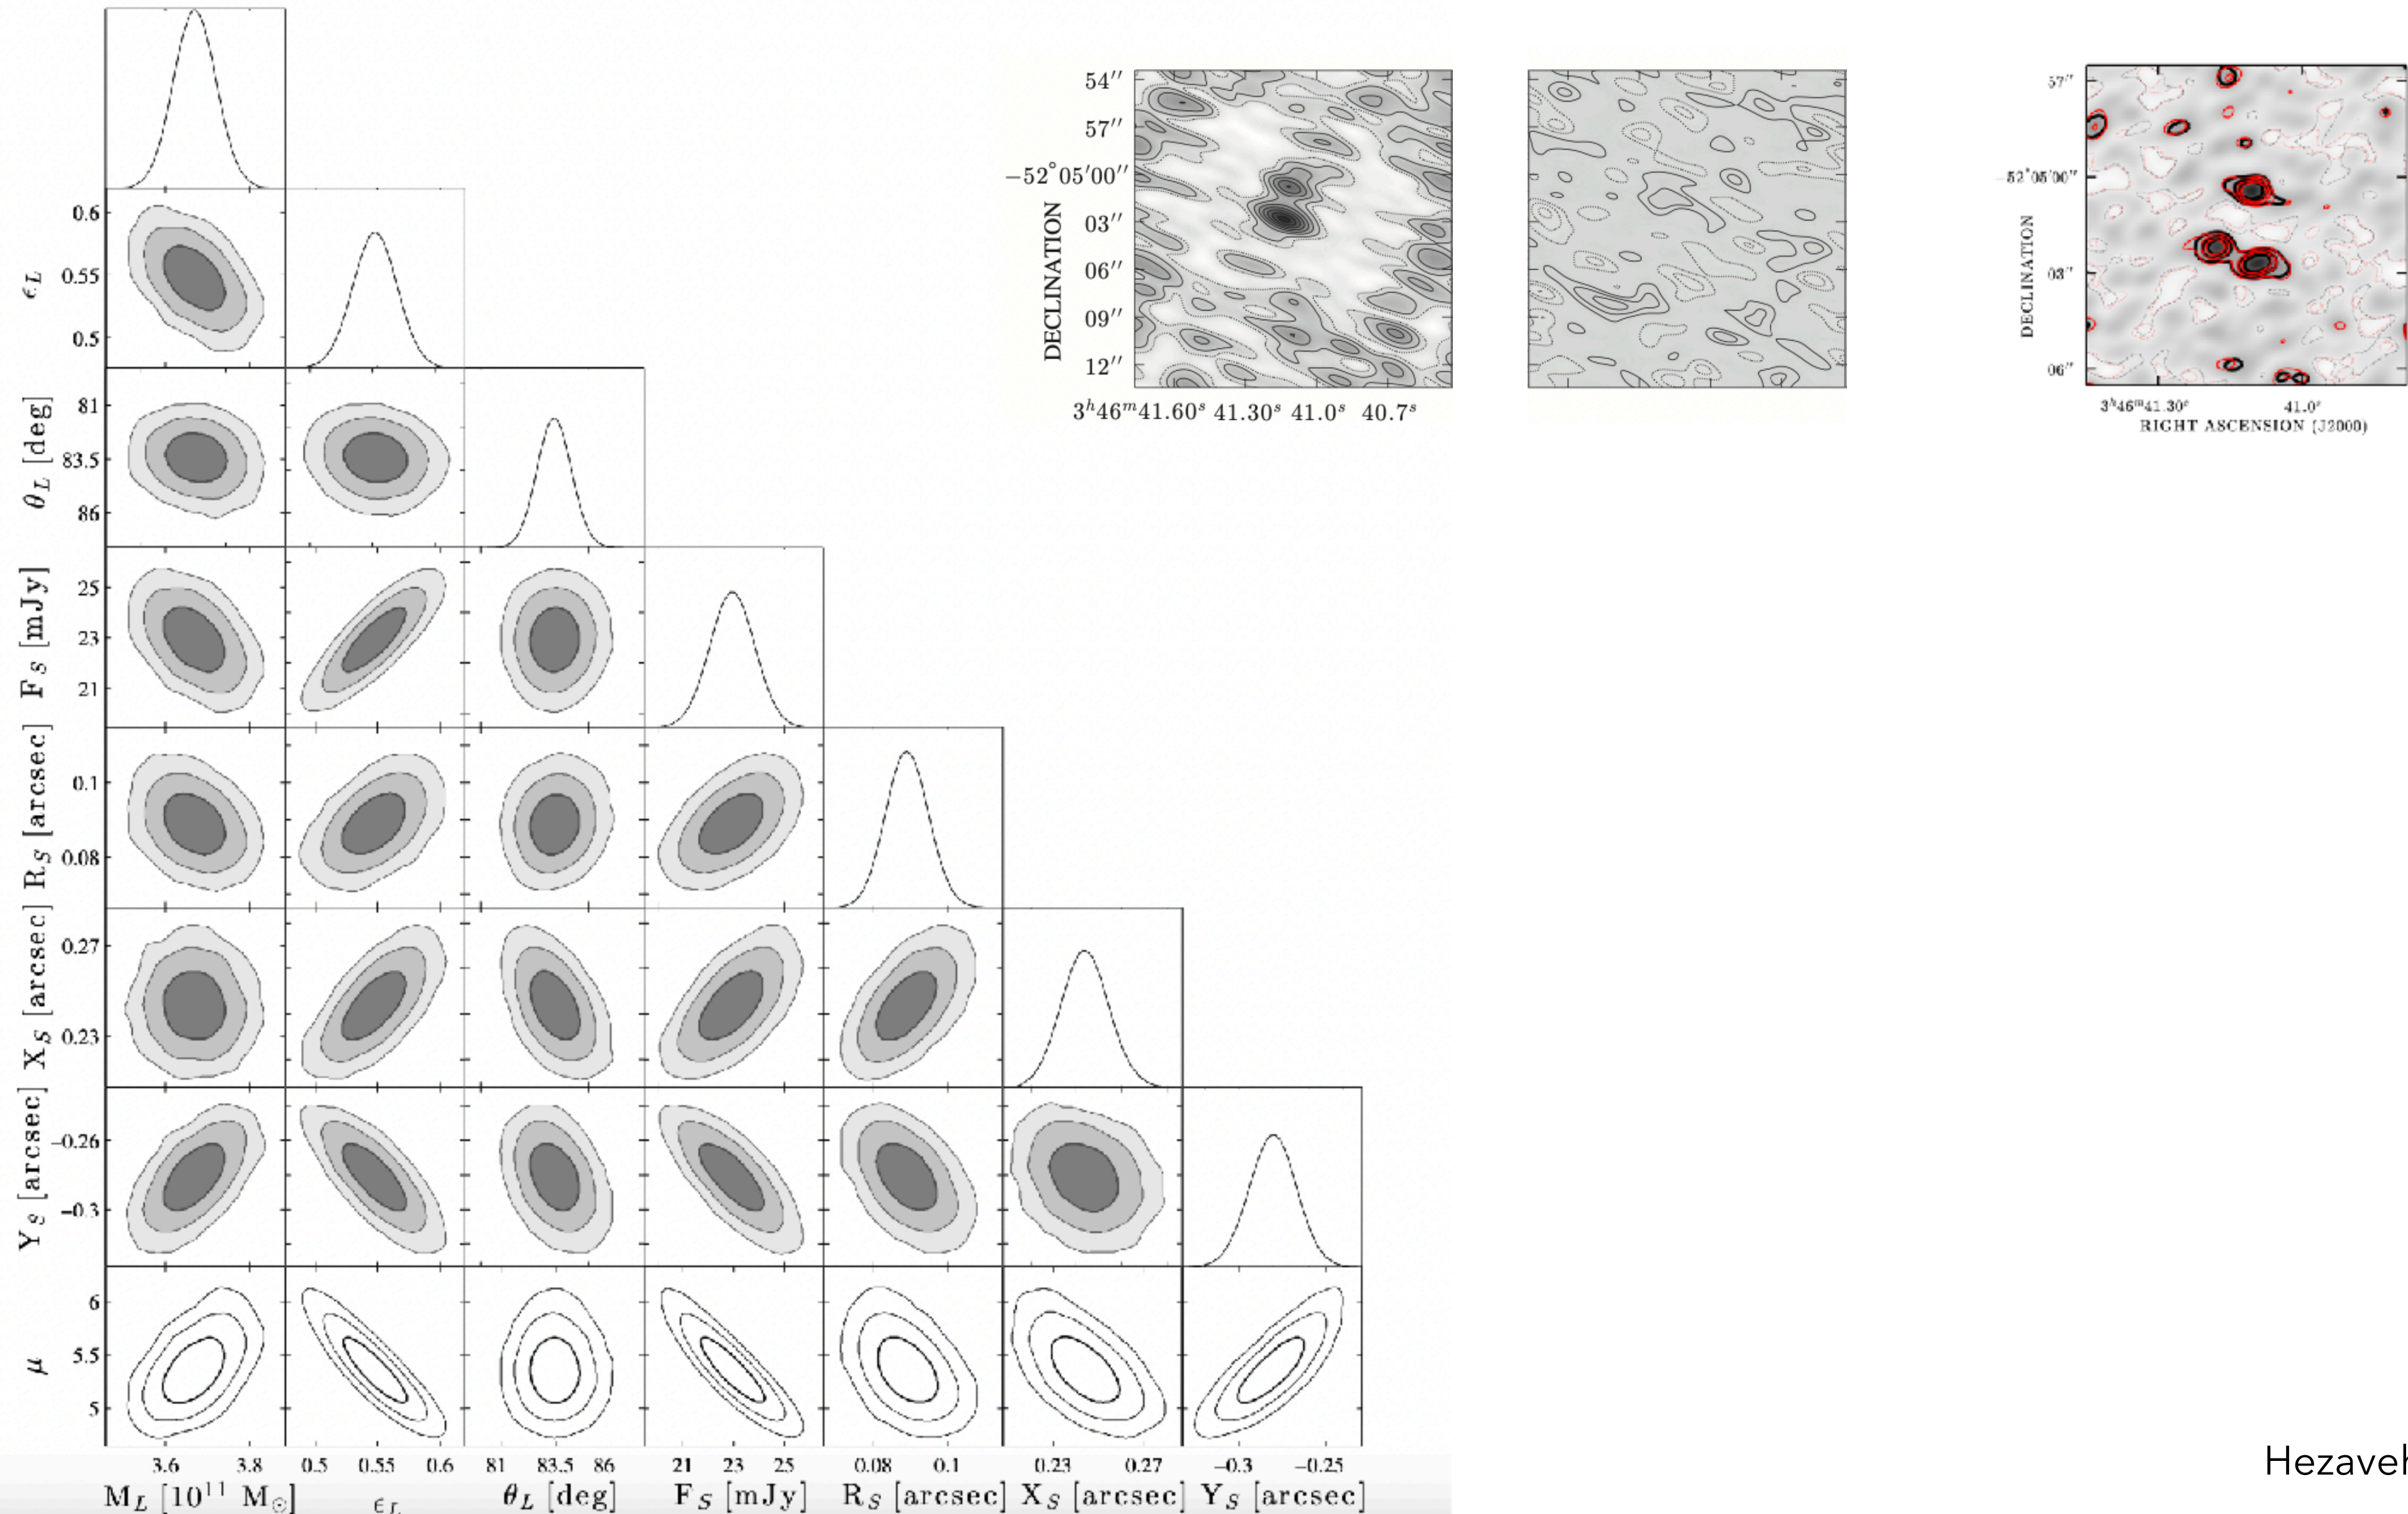 0.6
0.55
0.5
ϵ_L
81
83.5
86
θ_L [deg]
25
23
21
F_S [mJy]
0.1
0.08
R_S [arcsec]
0.27
0.23
X_S [arcsec]
−0.26
−0.3
Y_S [arcsec]
6
5.5
5
μ
3.6 3.8 0.5 0.55 0.6 81 83.5 86 21 23 25 0.08 0.1 0.23 0.27 −0.3 −0.25
M_L [10^11 M_⊙] ϵ_L θ_L [deg] F_S [mJy] R_S [arcsec] X_S [arcsec] Y_S [arcsec]
54′′
57′′
−52°05′00′′
03′′
06′′
09′′
12′′
DECLINATION
3^h46^m41.60^s 41.30^s 41.0^s 40.7^s
57′′
−52°05′00′′
03′′
06′′
DECLINATION
3^h46^m41.30^s 41.0^s
RIGHT ASCENSION (J2000)